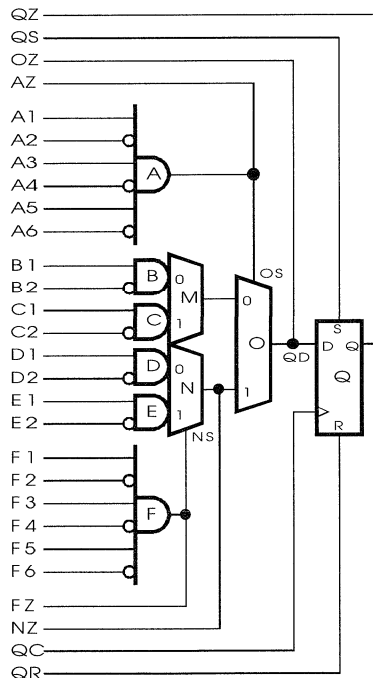 QZ
QS
OZ
AZ
A1
A2
A3
A4
A5
A6
A
B1
B2
B
C1
C2
C
0
M
1
D1
D2
D
E1
E2
E
0
N
1
NS
OS
0
O
1
QD
S
D
Q
Q
R
F1
F2
F3
F4
F5
F6
F
FZ
NZ
QC
QR